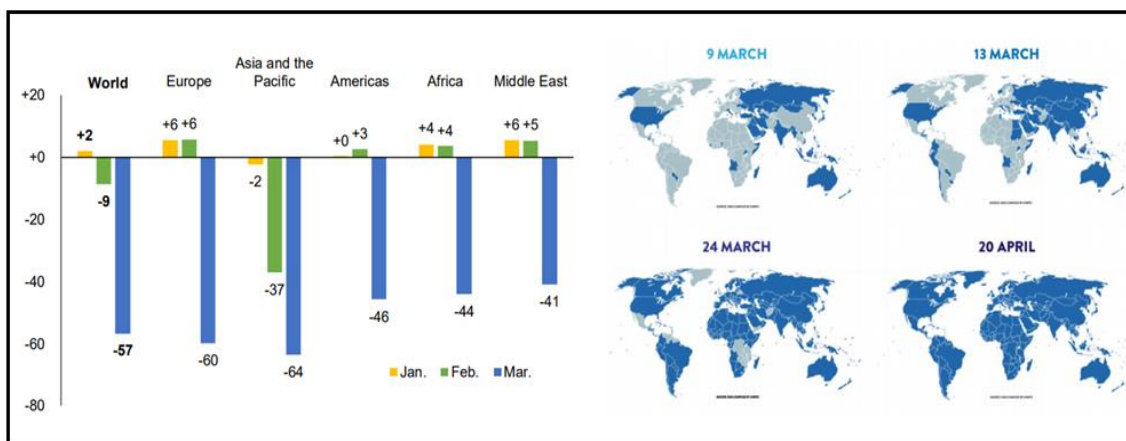 World
Europe
Asia and the
Pacific
Americas
Africa
Middle East
+20
+0
-20
-40
-60
-80
+2
-9
-57
+6
+6
-60
-2
-37
-64
+0
+3
-46
+4
+4
-44
+6
+5
-41
Jan.
Feb.
Mar.
9 MARCH
13 MARCH
24 MARCH
20 APRIL